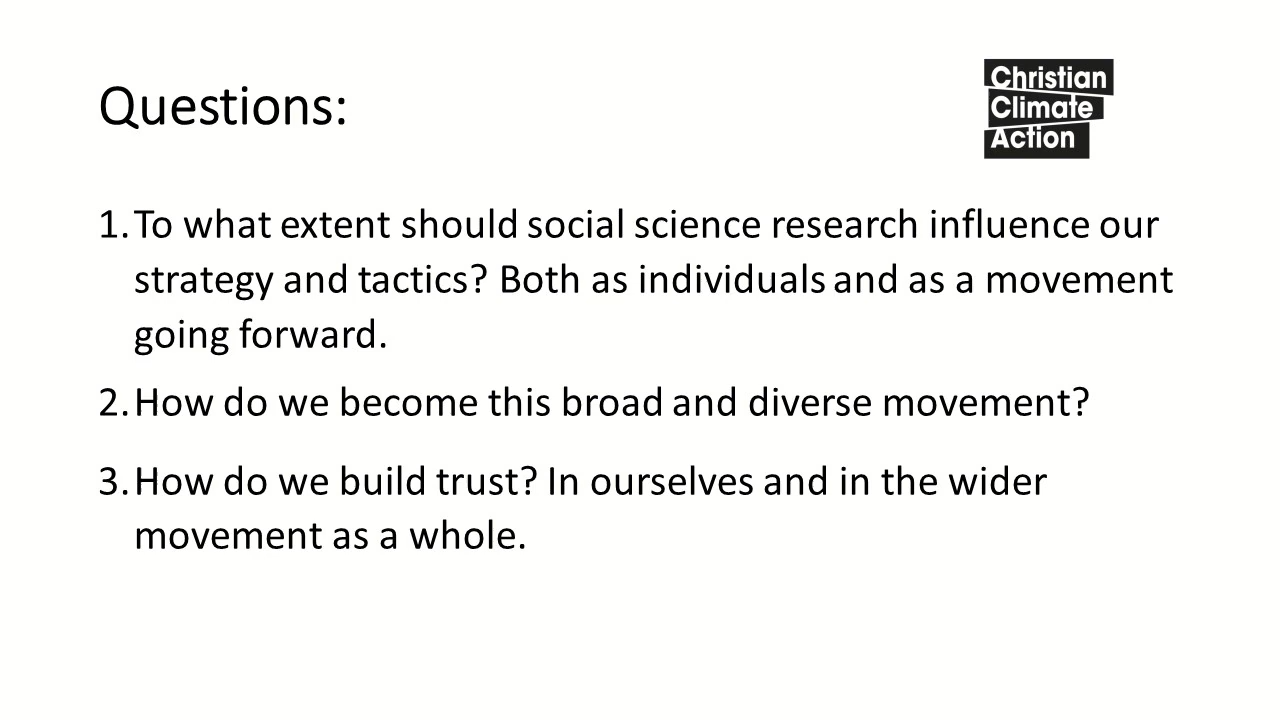 Questions:
Christian
Climate
Action
1. To what extent should social science research influence our
strategy and tactics? Both as individuals and as a movement
going forward.
2. How do we become this broad and diverse movement?
3. How do we build trust? In ourselves and in the wider
movement as a whole.